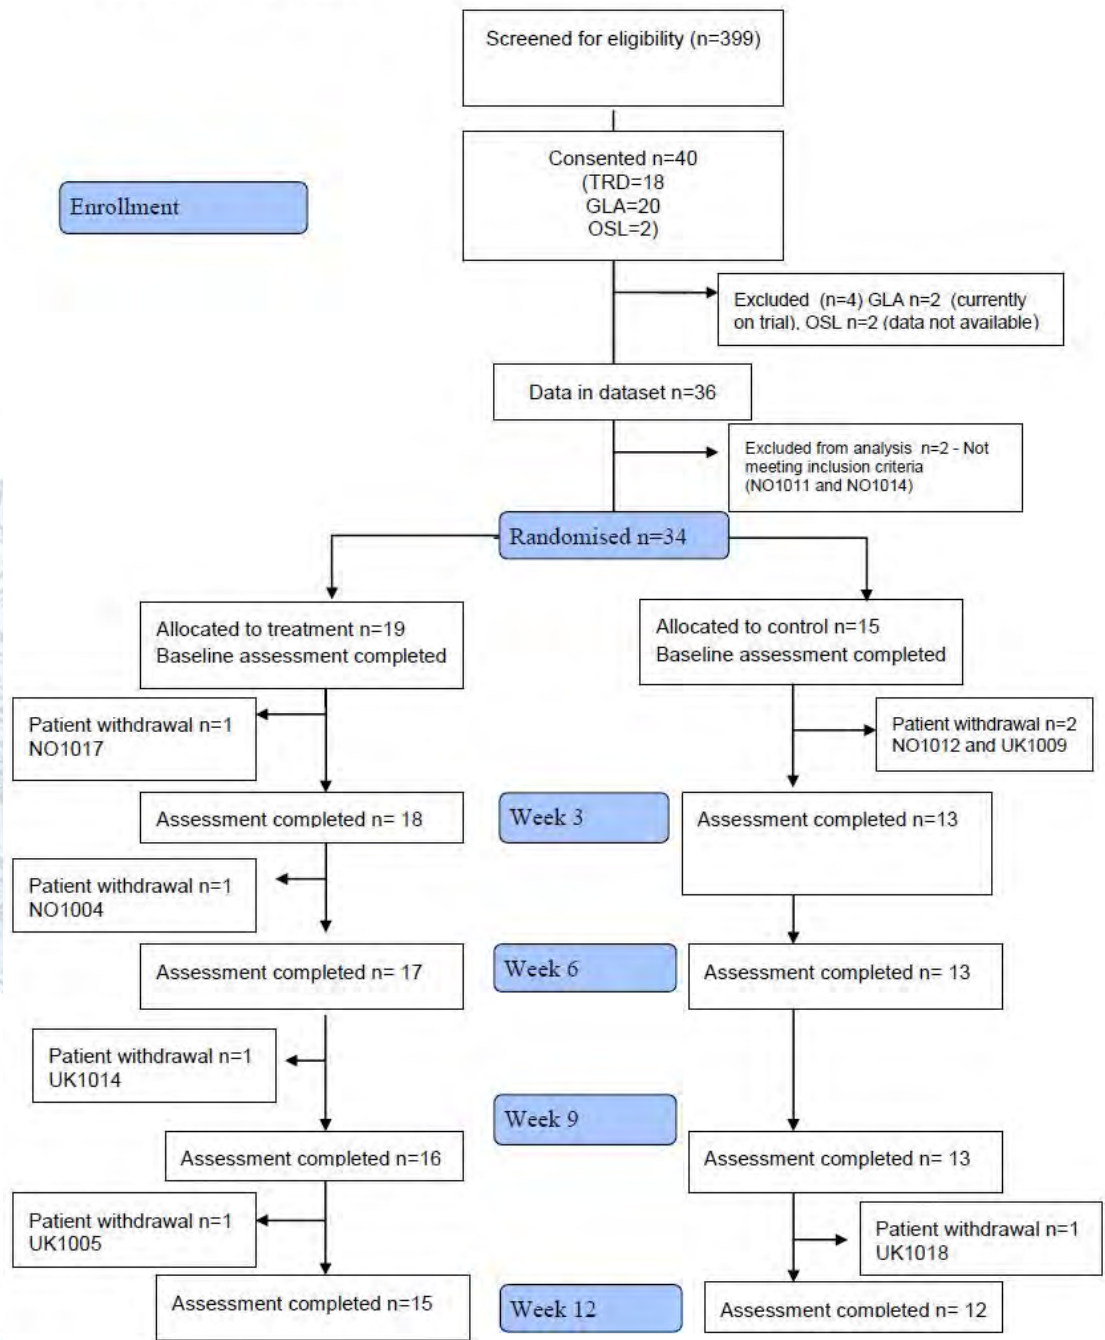 Screened for eligibility (n=399)
Consented n=40
(TRD=18
GLA=20
OSL=2)
Enrollment
Excluded (n=4) GLA n=2 (currently
on trial), OSL n=2 (data not available)
Data in dataset n=36
Excluded from analysis n=2 - Not
meeting inclusion criteria
(NO1011 and NO1014)
Randomised n=34
Allocated to treatment n=19
Baseline assessment completed
Allocated to control n=15
Baseline assessment completed
Patient withdrawal n=1
NO1017
Patient withdrawal n=2
NO1012 and UK1009
Assessment completed n= 18
Week 3
Assessment completed n=13
Patient withdrawal n=1
NO1004
Assessment completed n= 17
Week 6
Assessment completed n= 13
Patient withdrawal n=1
UK1014
Week 9
Assessment completed n=16
Assessment completed n= 13
Patient withdrawal n=1
UK1005
Patient withdrawal n=1
UK1018
Assessment completed n=15
Week 12
Assessment completed n= 12